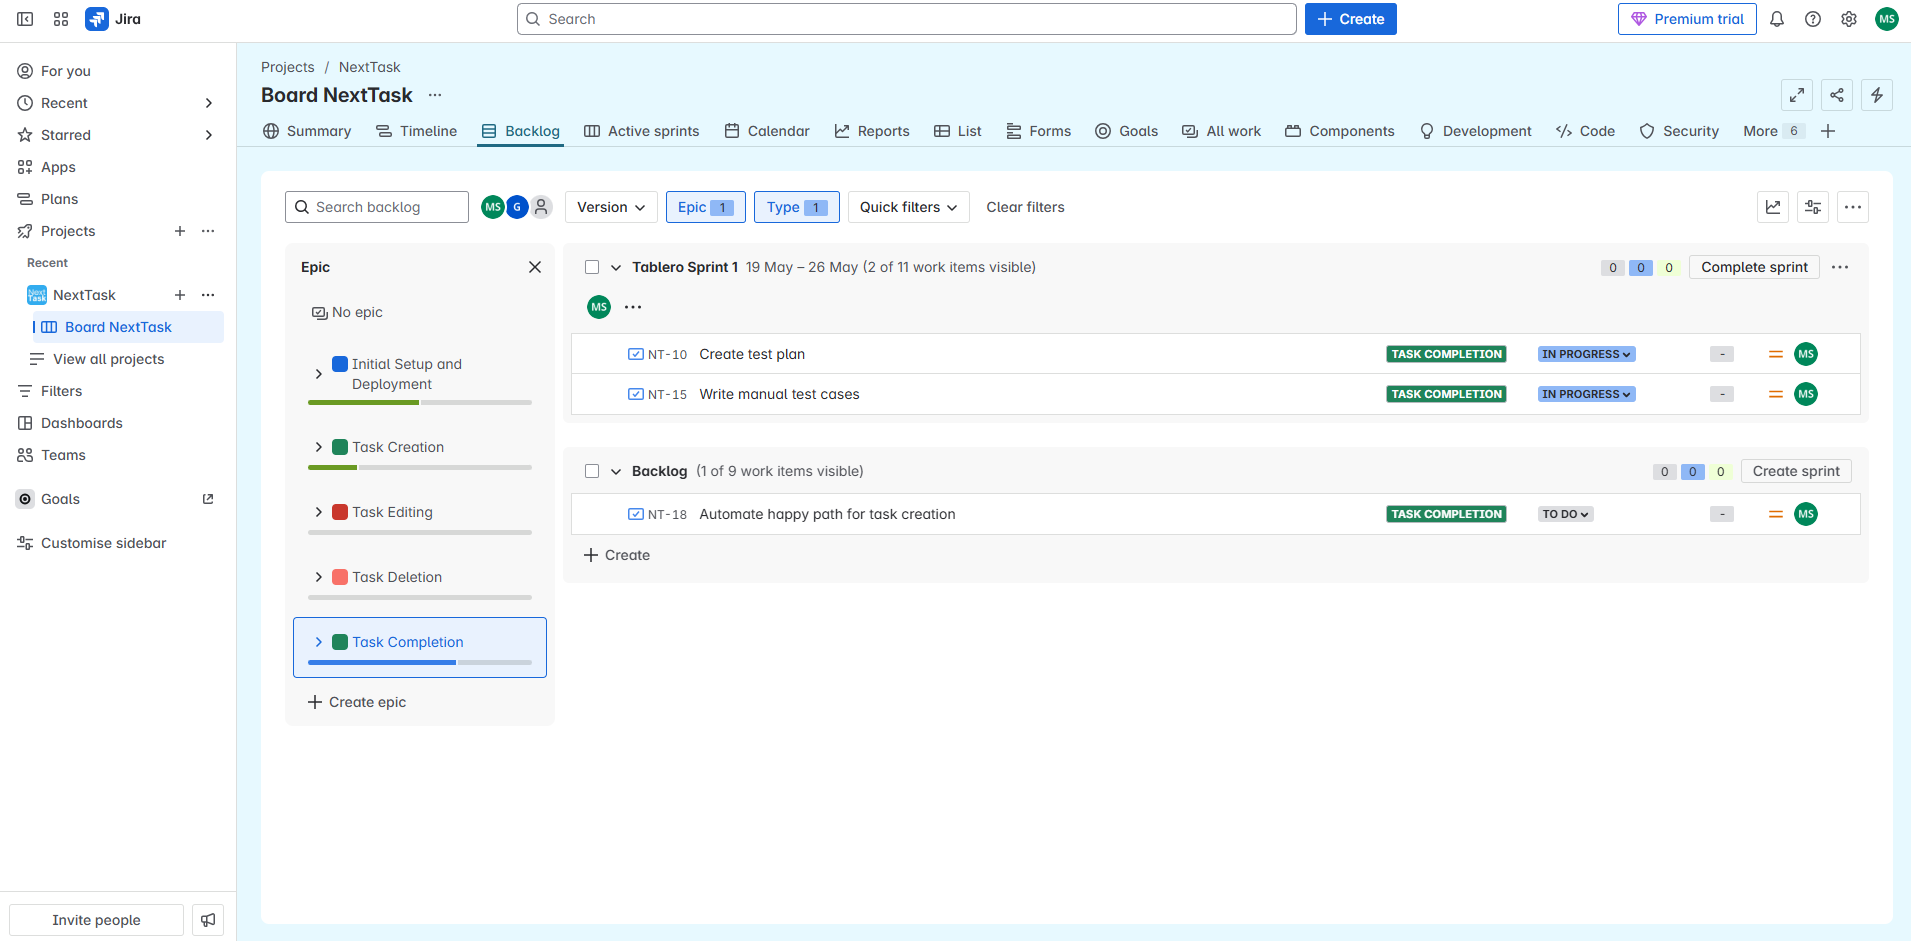 Jira
Search
Create
Premium trial
MS
For you
Recent
Starred
Apps
Plans
Projects
Recent
Next Task
NextTask
Board NextTask
View all projects
Filters
Dashboards
Teams
Goals
Customise sidebar
Invite people
Projects / NextTask
Board NextTask
Summary Timeline Backlog Active sprints Calendar Reports List Forms Goals All work Components Development Code Security More 6
Search backlog MS G Version Epic 1 Type 1 Quick filters Clear filters
Epic
No epic
Initial Setup and
Deployment
Task Creation
Task Editing
Task Deletion
Task Completion
Create epic
Tablero Sprint 1 19 May – 26 May (2 of 11 work items visible) 0 0 0 Complete sprint
MS
NT-10 Create test plan TASK COMPLETION IN PROGRESS - MS
NT-15 Write manual test cases TASK COMPLETION IN PROGRESS - MS
Backlog (1 of 9 work items visible) 0 0 0 Create sprint
NT-18 Automate happy path for task creation TASK COMPLETION TO DO - MS
Create